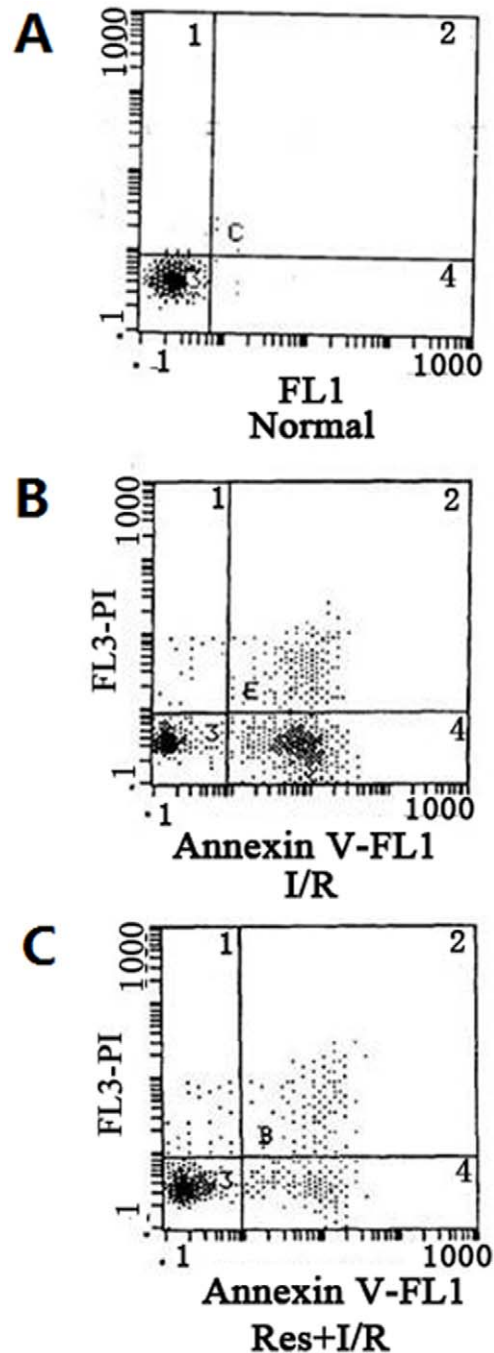 A
1000
1
2
C
3
4
.1
.1
1000
FL1
Normal
B
1000
1
2
FL3-PI
E
3
4
.1
.1
1000
Annexin V-FL1
I/R
C
1000
1
2
FL3-PI
B
3
4
.1
.1
1000
Annexin V-FL1
Res+I/R